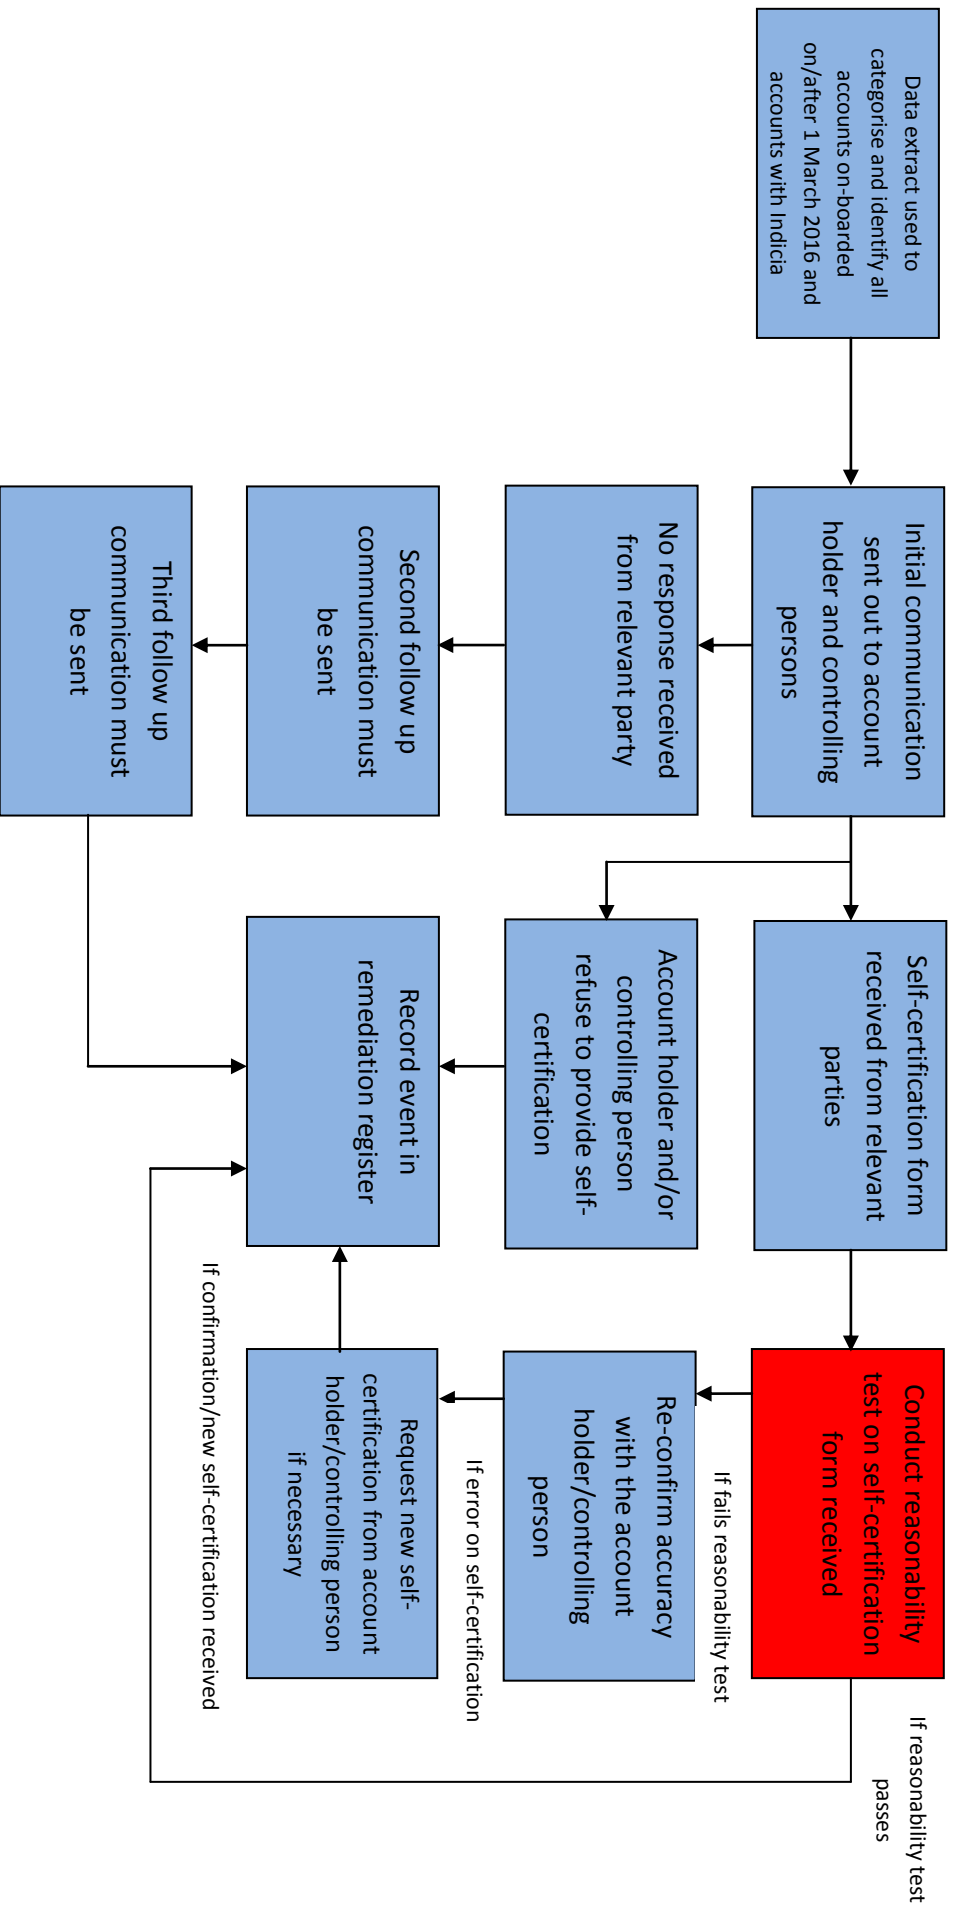 Data extract used to
categorise and identify all
accounts on-boarded
on/after 1 March 2016 and
accounts with Indicia
Initial communication
sent out to account
holder and controlling
persons
Self-certification form
received from relevant
parties
Conduct reasonability
test on self-certification
form received
If reasonability test
passes
If fails reasonability test
No response received
from relevant party
Account holder and/or
controlling person
refuse to provide self-
certification
Re-confirm accuracy
with the account
holder/controlling
person
If error on self-certification
Second follow up
communication must
be sent
Record event in
remediation register
Request new self-
certification from account
holder/controlling person
if necessary
If confirmation/new self-certification received
Third follow up
communication must
be sent